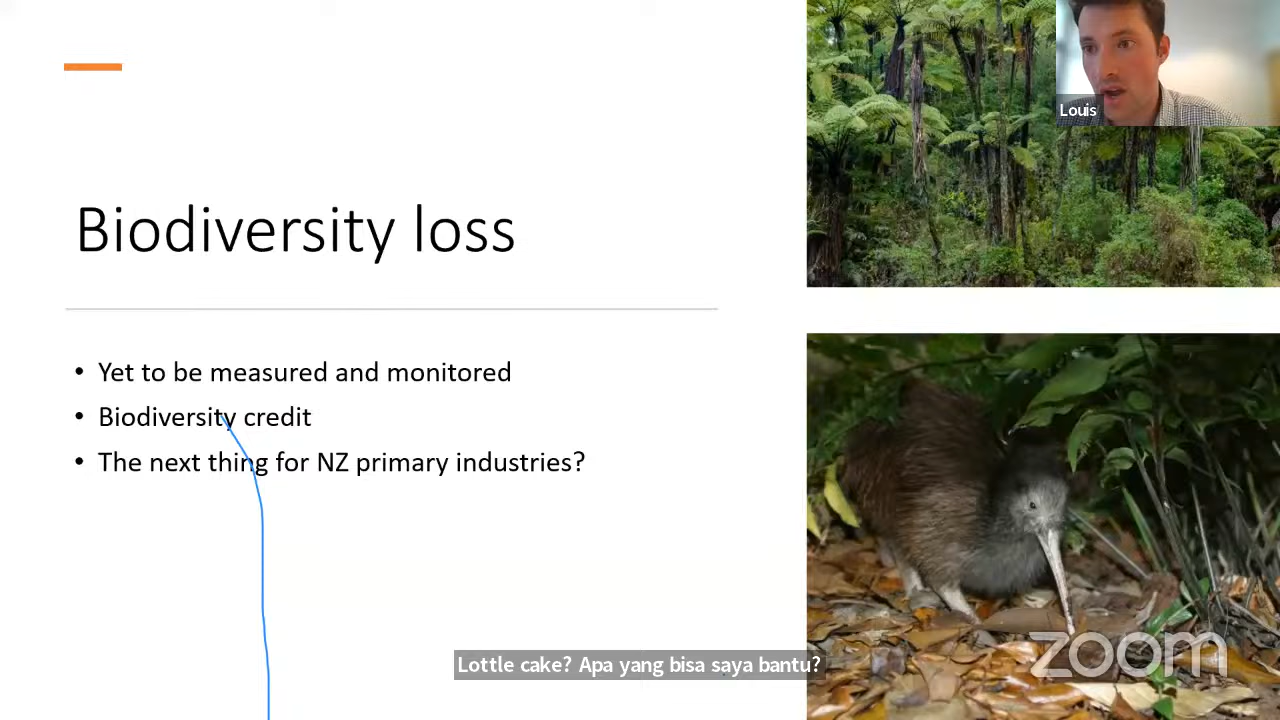 Louis
Biodiversity loss
• Yet to be measured and monitored
• Biodiversity credit
• The next thing for NZ primary industries?
zoom
Lottle cake? Apa yang bisa saya bantu?